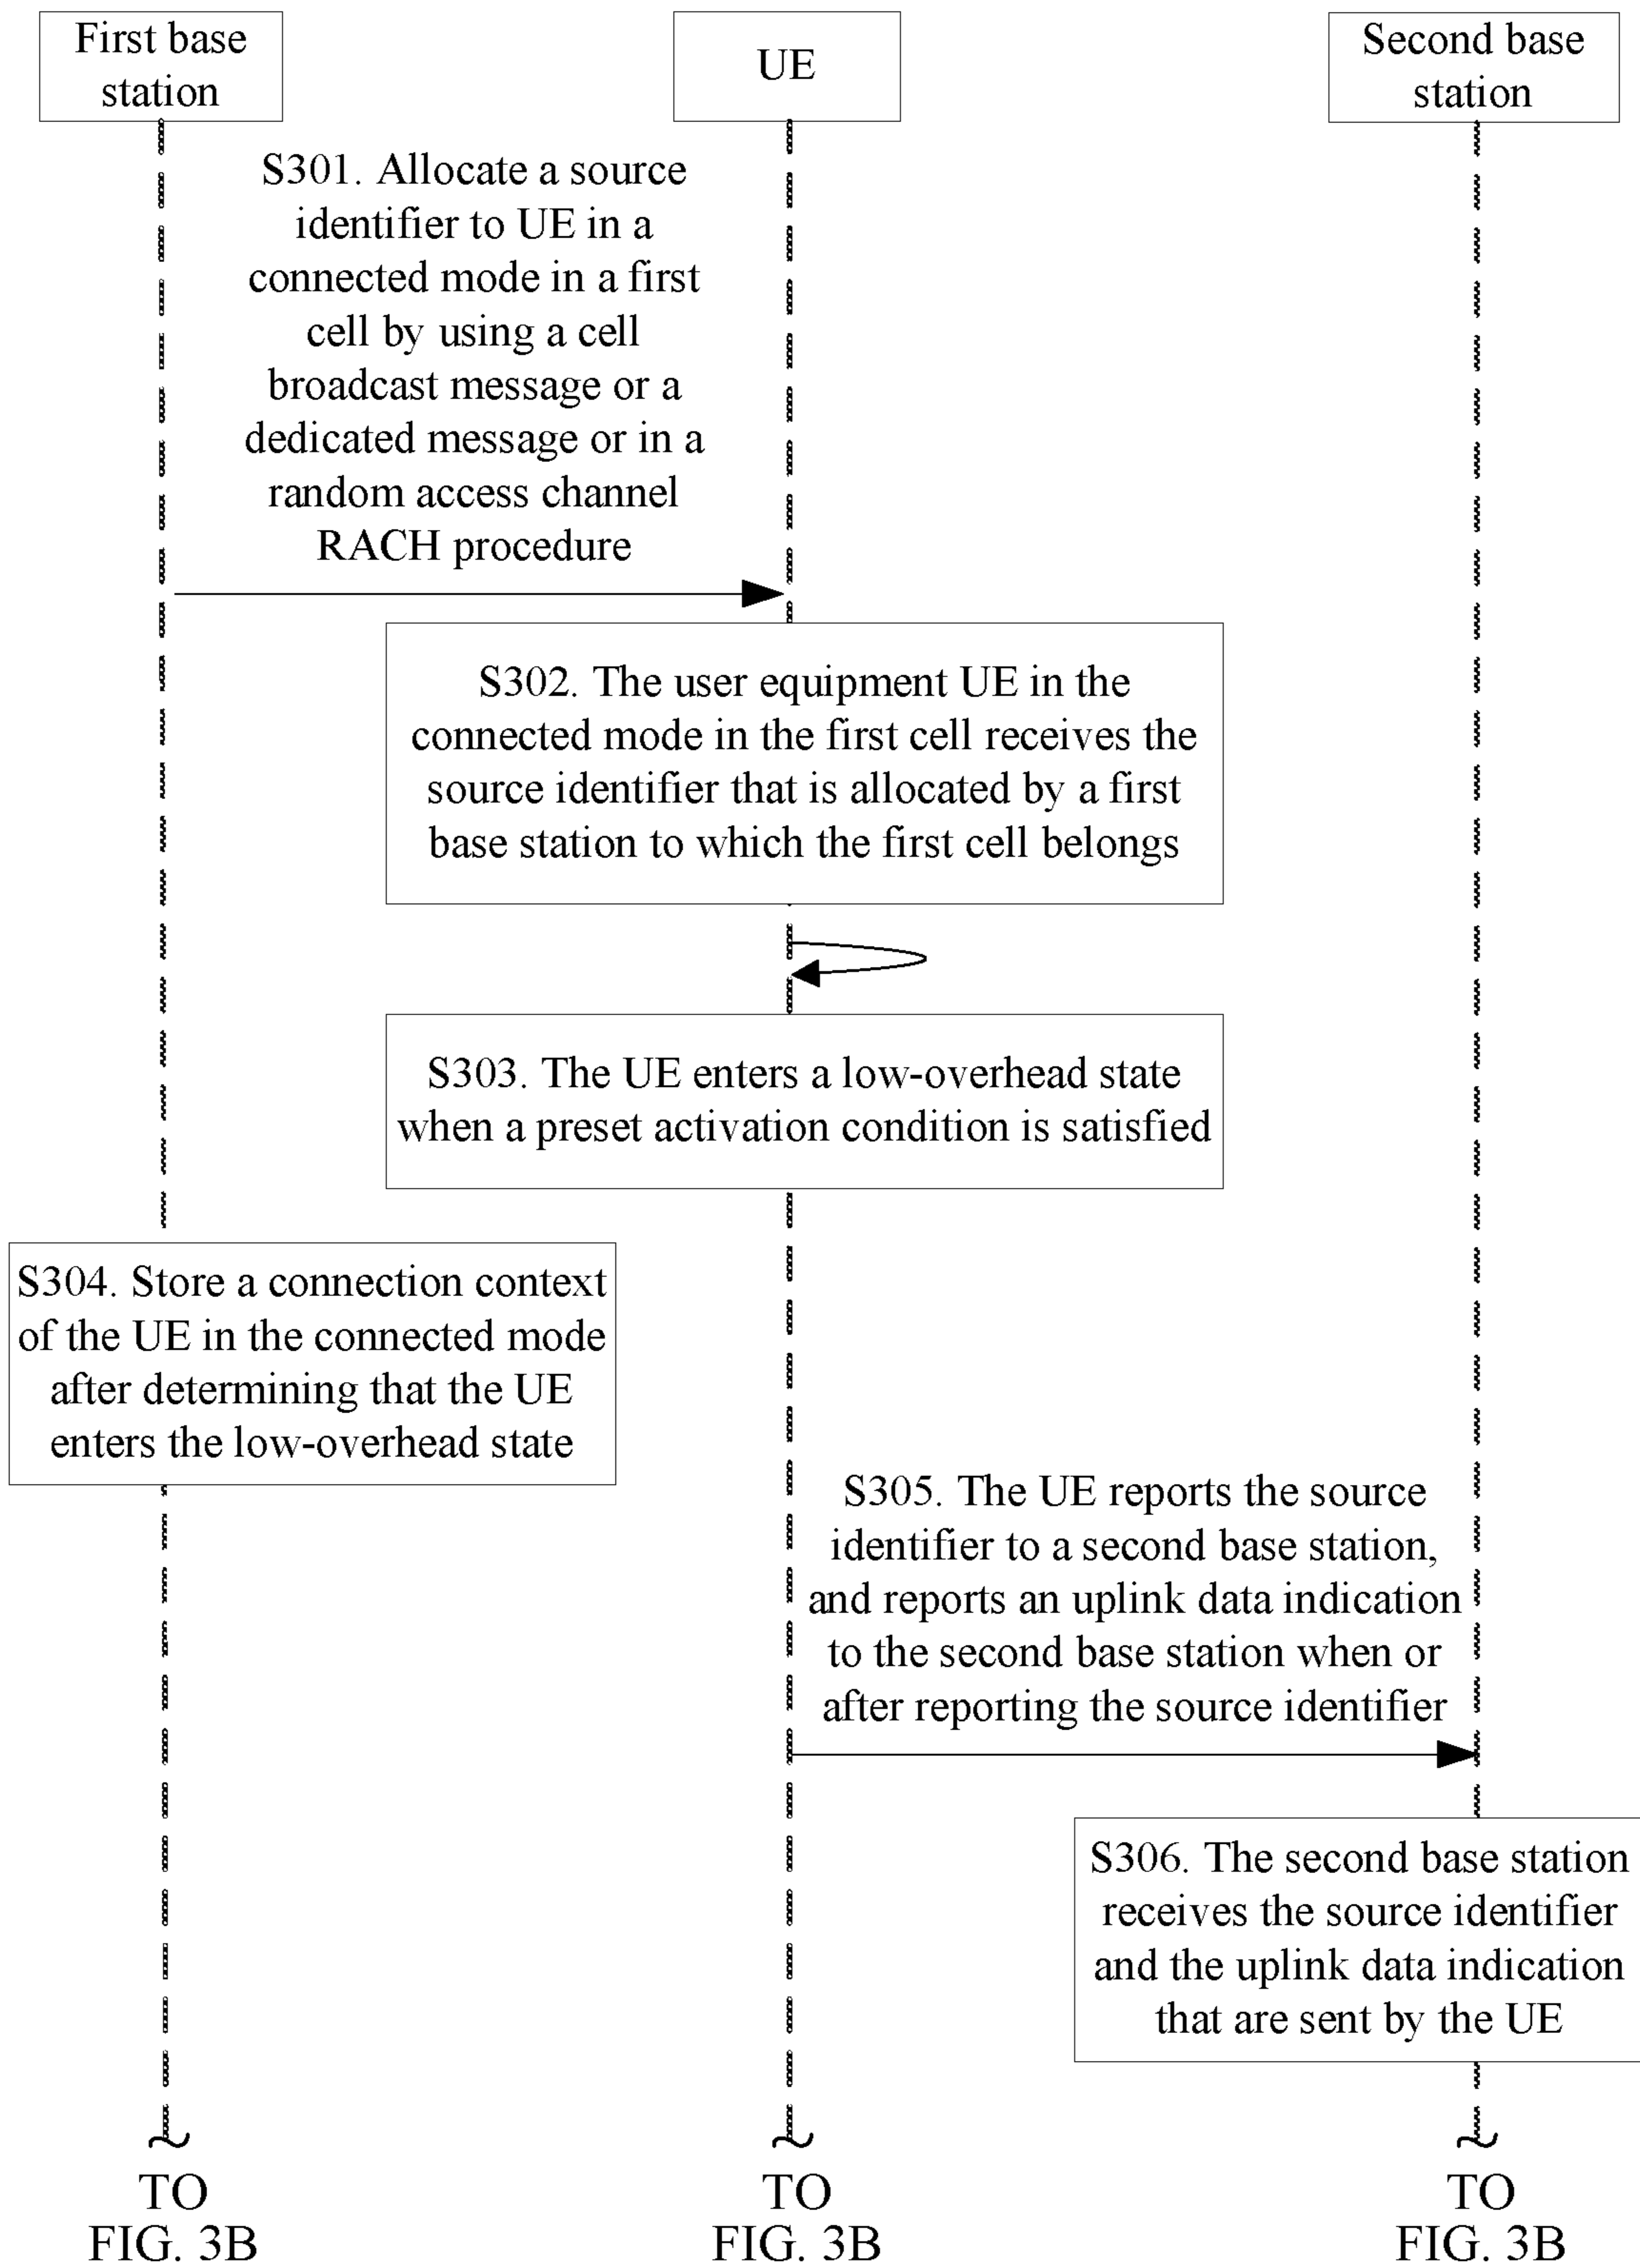 First base
station
UE
Second base
station
S301. Allocate a source
identifier to UE in a
connected mode in a first
cell by using a cell
broadcast message or a
dedicated message or in a
random access channel
RACH procedure
S302. The user equipment UE in the
connected mode in the first cell receives the
source identifier that is allocated by a first
base station to which the first cell belongs
S303. The UE enters a low-overhead state
when a preset activation condition is satisfied
S304. Store a connection context
of the UE in the connected mode
after determining that the UE
enters the low-overhead state
S305. The UE reports the source
identifier to a second base station,
and reports an uplink data indication
to the second base station when or
after reporting the source identifier
S306. The second base station
receives the source identifier
and the uplink data indication
that are sent by the UE
TO
FIG. 3B
TO
FIG. 3B
TO
FIG. 3B